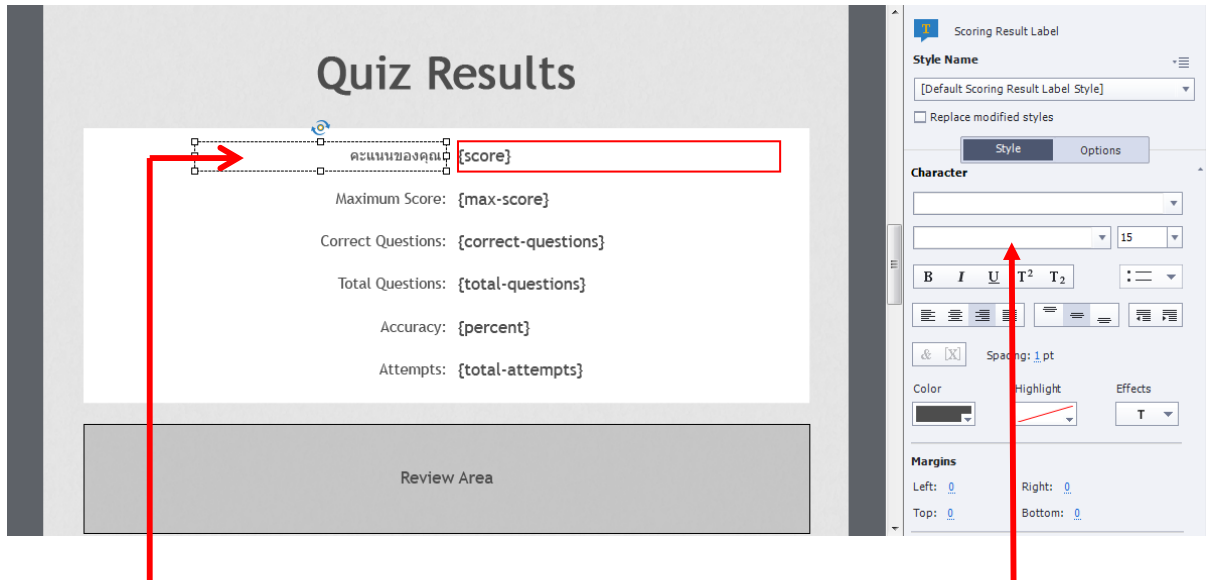 Quiz Results
คะแนนของคุณ {score}
Maximum Score: {max-score}
Correct Questions: {correct-questions}
Total Questions: {total-questions}
Accuracy: {percent}
Attempts: {total-attempts}
Review Area
T Scoring Result Label
Style Name
[Default Scoring Result Label Style]
Replace modified styles
Style Options
Character
15
B I U T² T₂
& [X] Spacing: 1 pt
Color Highlight Effects
T
Margins
Left: 0 Right: 0
Top: 0 Bottom: 0